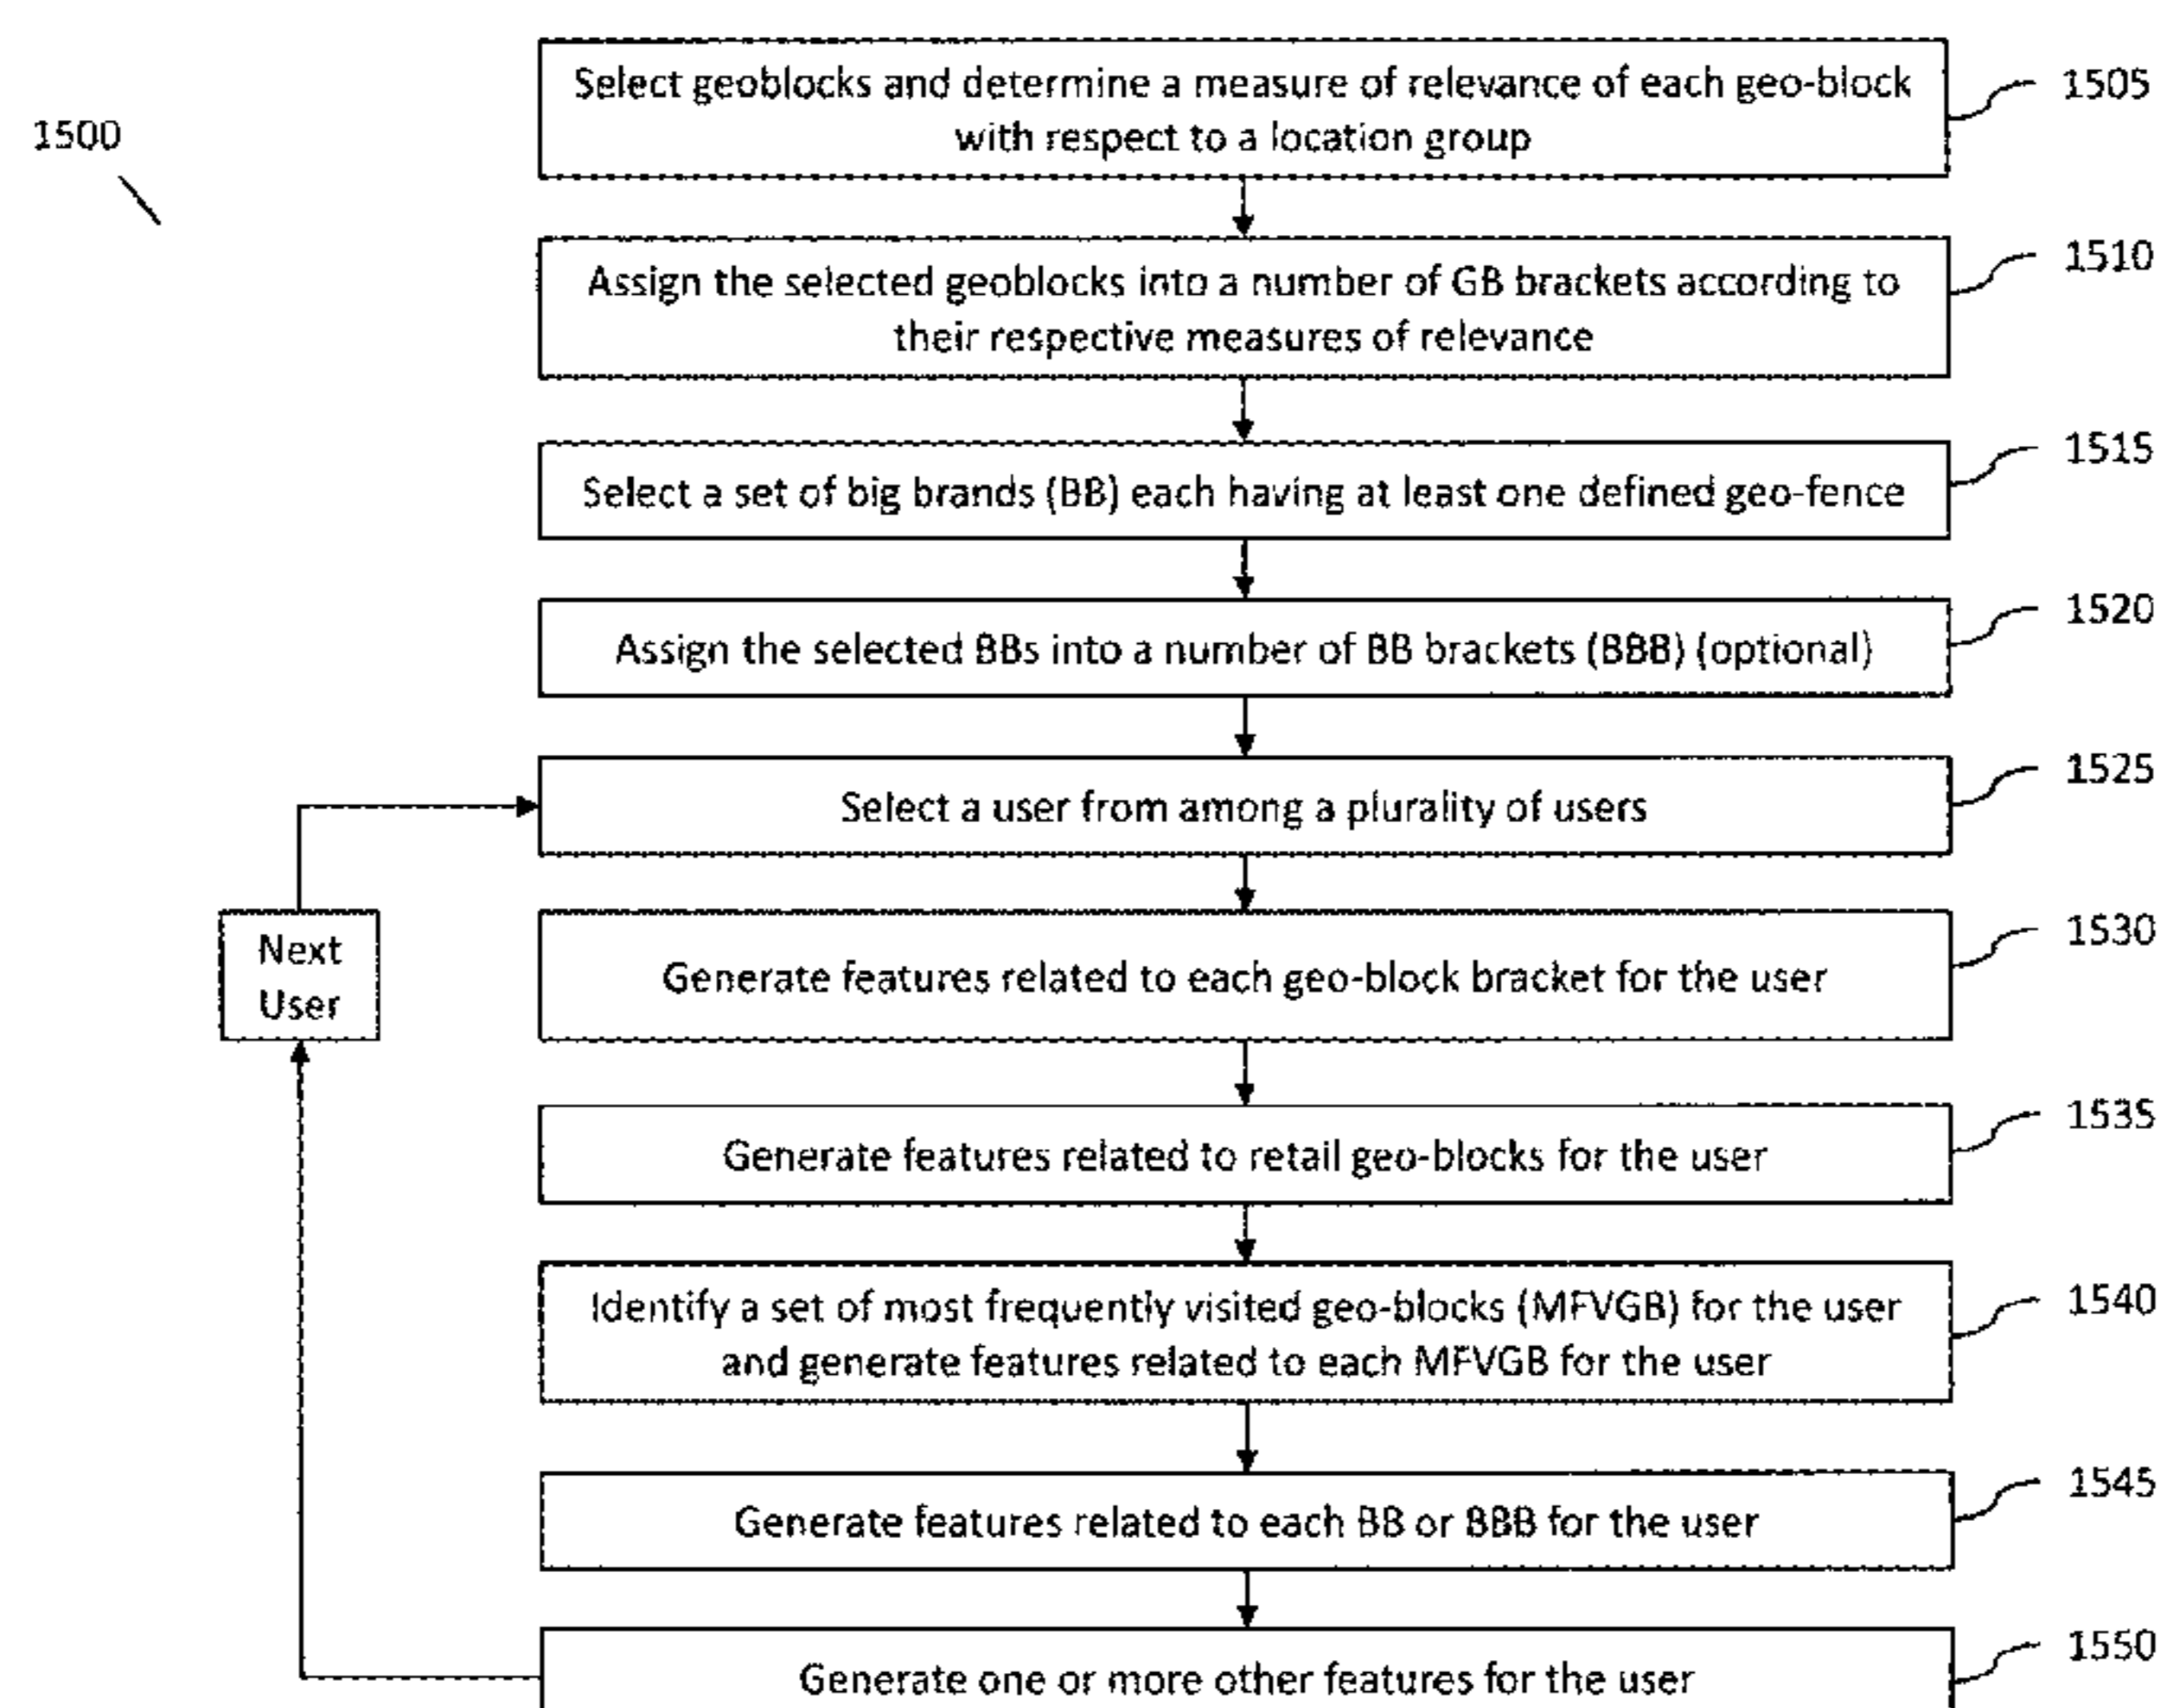 1500
Select geoblocks and determine a measure of relevance of each geo-block
with respect to a location group
1505
Assign the selected geoblocks into a number of GB brackets according to
their respective measures of relevance
1510
Select a set of big brands (BB) each having at least one defined geo-fence
1515
Assign the selected BBs into a number of BB brackets (BBB) (optional)
1520
Select a user from among a plurality of users
1525
Next
User
Generate features related to each geo-block bracket for the user
1530
Generate features related to retail geo-blocks for the user
1535
Identify a set of most frequently visited geo-blocks (MFVGB) for the user
and generate features related to each MFVGB for the user
1540
Generate features related to each BB or BBB for the user
1545
Generate one or more other features for the user
1550